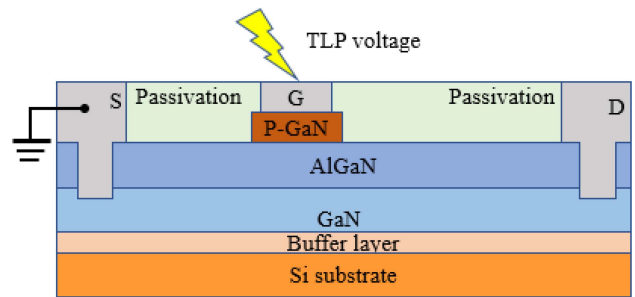 TLP voltage
S Passivation G Passivation D
P-GaN
AlGaN
GaN
Buffer layer
Si substrate